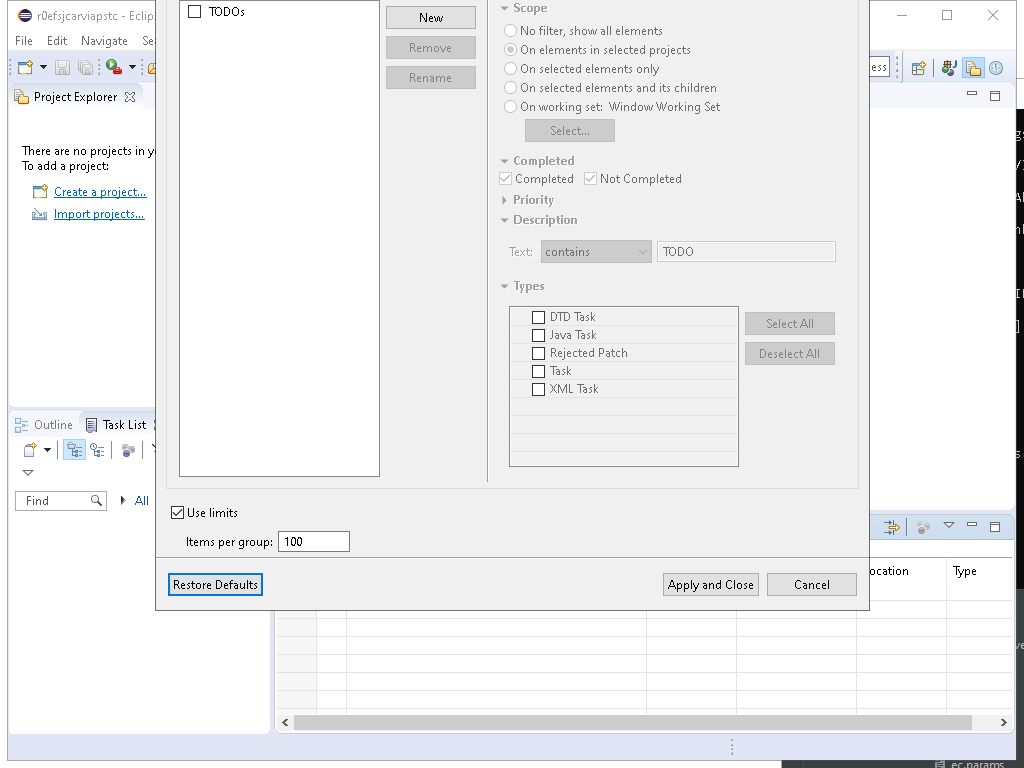 r0efsjcarviapstc - Eclip
File Edit Navigate Se
Project Explorer
There are no projects in y
To add a project:
Create a project...
Import projects...
Outline Task List
Find All
TODOs
New
Remove
Rename
Scope
No filter, show all elements
On elements in selected projects
On selected elements only
On selected elements and its children
On working set: Window Working Set
Select...
Completed
Completed Not Completed
Priority
Description
Text: contains TODO
Types
DTD Task
Java Task
Rejected Patch
Task
XML Task
Select All
Deselect All
Use limits
Items per group: 100
Restore Defaults Apply and Close Cancel
ess
ocation Type
ec.params